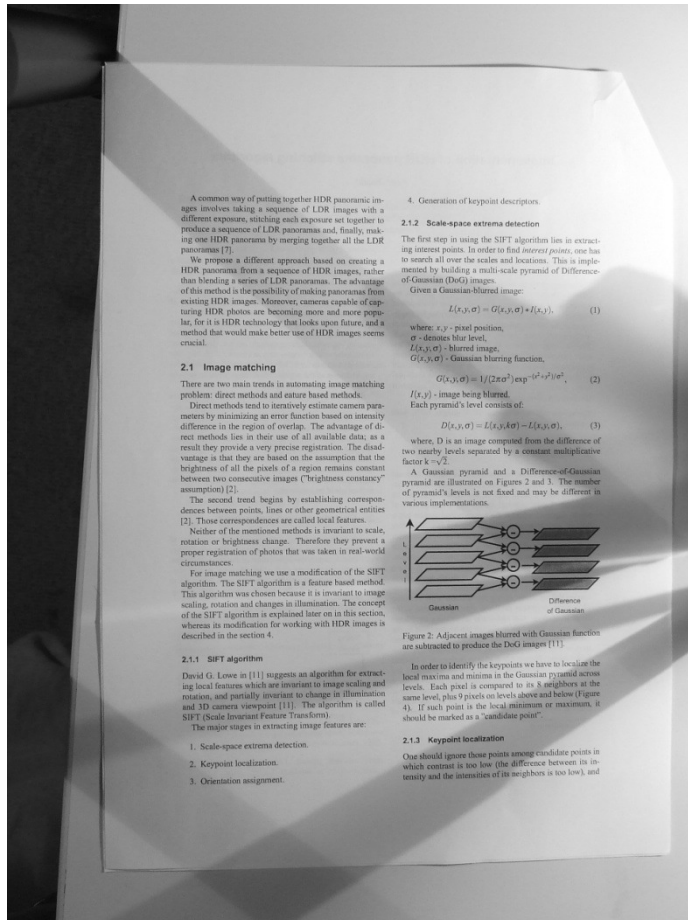 A common way of putting together HDR panoramic im-
ages involves taking a sequence of LDR images with a
different exposure, stitching each exposure set together to
produce a sequence of LDR panoramas and, finally, mak-
ing one HDR panorama by merging together all the LDR
panoramas [7].
We propose a different approach based on creating a
HDR panorama from a sequence of HDR images, rather
than blending a series of LDR panoramas. The advantage
of this method is the possibility of making panoramas from
existing HDR images. Moreover, cameras capable of cap-
turing HDR photos are becoming more and more popu-
lar, for it is HDR technology that looks upon future, and a
method that would make better use of HDR images seems
crucial.
2.1 Image matching
There are two main trends in automating image matching
problem: direct methods and eature based methods.
Direct methods tend to iteratively estimate camera para-
meters by minimizing an error function based on intensity
difference in the region of overlap. The advantage of di-
rect methods lies in their use of all available data; as a
result they provide a very precise registration. The disad-
vantage is that they are based on the assumption that the
brightness of all the pixels of a region remains constant
between two consecutive images ("brightness constancy"
assumption) [2].
The second trend begins by establishing correspon-
dences between points, lines or other geometrical entities
[2]. Those correspondences are called local features.
Neither of the mentioned methods is invariant to scale,
rotation or brightness change. Therefore they prevent a
proper registration of photos that was taken in real-world
circumstances.
For image matching we use a modification of the SIFT
algorithm. The SIFT algorithm is a feature based method.
This algorithm was chosen because it is invariant to image
scaling, rotation and changes in illumination. The concept
of the SIFT algorithm is explained later on in this section,
whereas its modification for working with HDR images is
described in the section 4.
2.1.1 SIFT algorithm
David G. Lowe in [11] suggests an algorithm for extract-
ing local features which are invariant to image scaling and
rotation, and partially invariant to change in illumination
and 3D camera viewpoint [11]. The algorithm is called
SIFT (Scale Invariant Feature Transform).
The major stages in extracting image features are:
1. Scale-space extrema detection.
2. Keypoint localization.
3. Orientation assignment.
4. Generation of keypoint descriptors.
2.1.2 Scale-space extrema detection
The first step in using the SIFT algorithm lies in extract-
ing interest points. In order to find interest points, one has
to search all over the scales and locations. This is imple-
mented by building a multi-scale pyramid of Difference-
of-Gaussian (DoG) images.
Given a Gaussian-blurred image:
L(x,y,σ) = G(x,y,σ) * I(x,y), (1)
where: x,y - pixel position,
σ - denotes blur level,
L(x,y,σ) - blurred image,
G(x,y,σ) - Gaussian blurring function,
G(x,y,σ) = 1/(2πσ²) exp^−(x²+y²)/σ², (2)
I(x,y) - image being blurred.
Each pyramid's level consists of:
D(x,y,σ) = L(x,y,kσ) − L(x,y,σ), (3)
where, D is an image computed from the difference of
two nearby levels separated by a constant multiplicative
factor k =√2.
A Gaussian pyramid and a Difference-of-Gaussian
pyramid are illustrated on Figures 2 and 3. The number
of pyramid's levels is not fixed and may be different in
various implementations.
Level
Gaussian
Difference
of Gaussian
Figure 2: Adjacent images blurred with Gaussian function
are subtracted to produce the DoG images [11]
In order to identify the keypoints we have to localize the
local maxima and minima in the Gaussian pyramid across
levels. Each pixel is compared to its 8 neighbors at the
same level, plus 9 pixels on levels above and below (Figure
4). If such point is the local minimum or maximum, it
should be marked as a "candidate point".
2.1.3 Keypoint localization
One should ignore those points among candidate points in
which contrast is too low (the difference between its in-
tensity and the intensities of its neighbors is too low), and